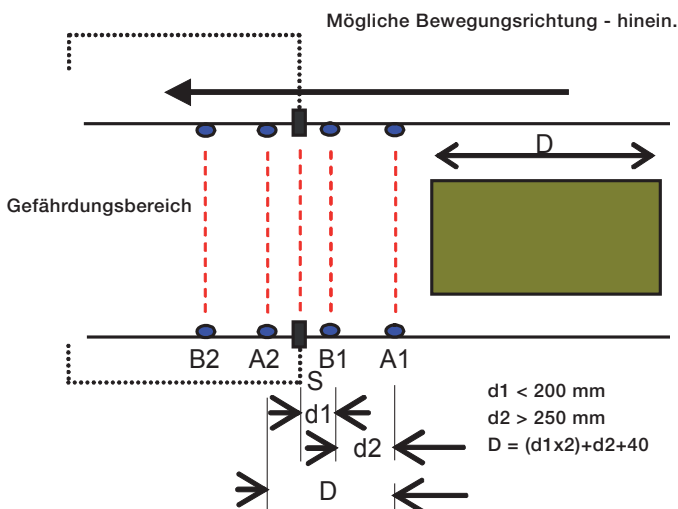 Mögliche Bewegungsrichtung - hinein.
D
Gefährdungsbereich
B2 A2 B1 A1
S
d1
d2
D
d1 < 200 mm
d2 > 250 mm
D = (d1x2)+d2+40